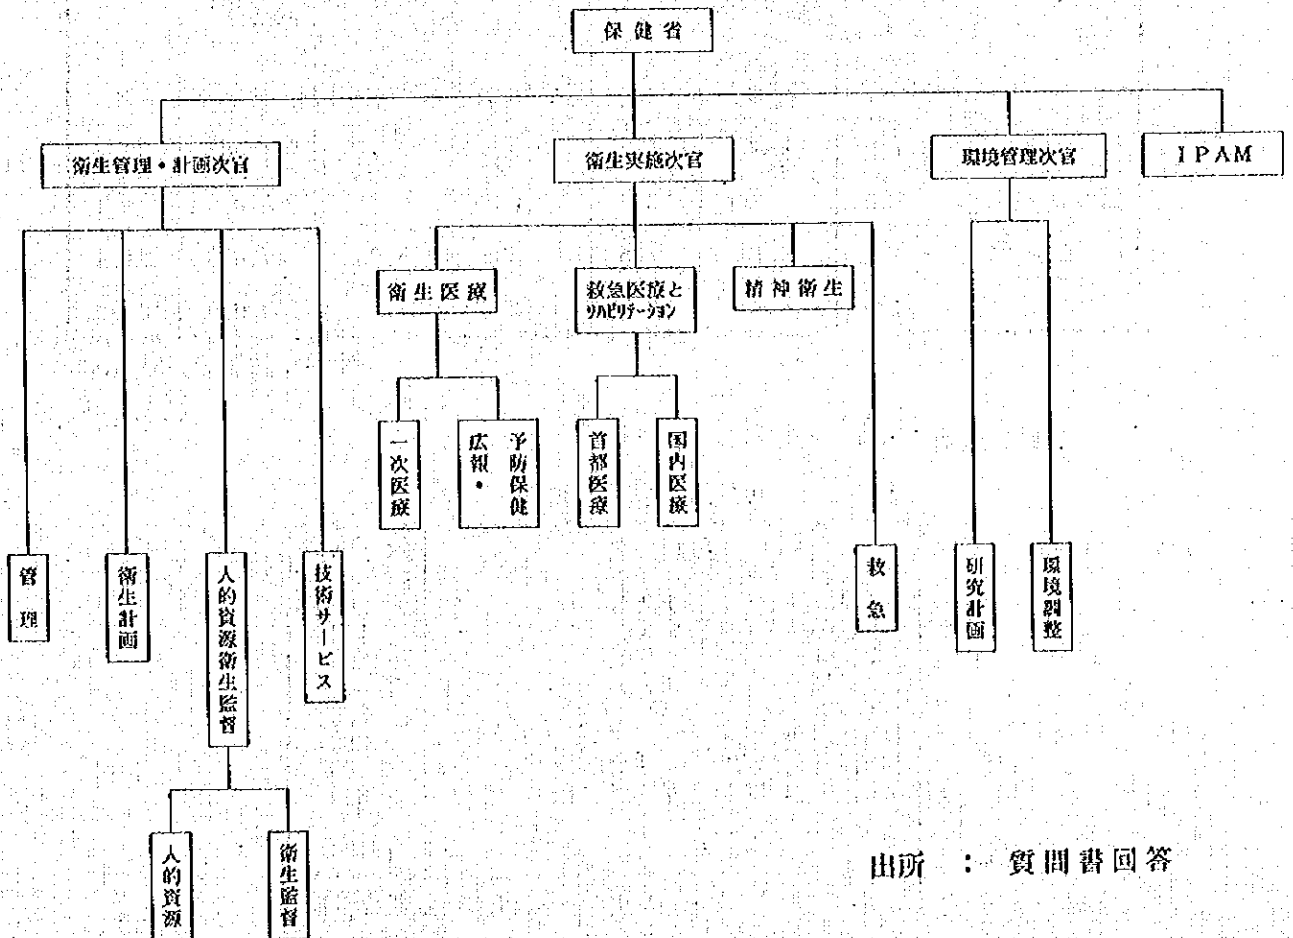 保健省
衛生管理・計画次官
衛生実施次官
環境管理次官
IPAM
衛生医療
救急医療と
リハビリテーション
精神衛生
一次医療
予防保健
広報・
首都医療
国内医療
管理
衛生計画
人的資源衛生監督
技術サービス
救急
研究計画
環境調整
人的資源
衛生監督
出所 : 質問書回答